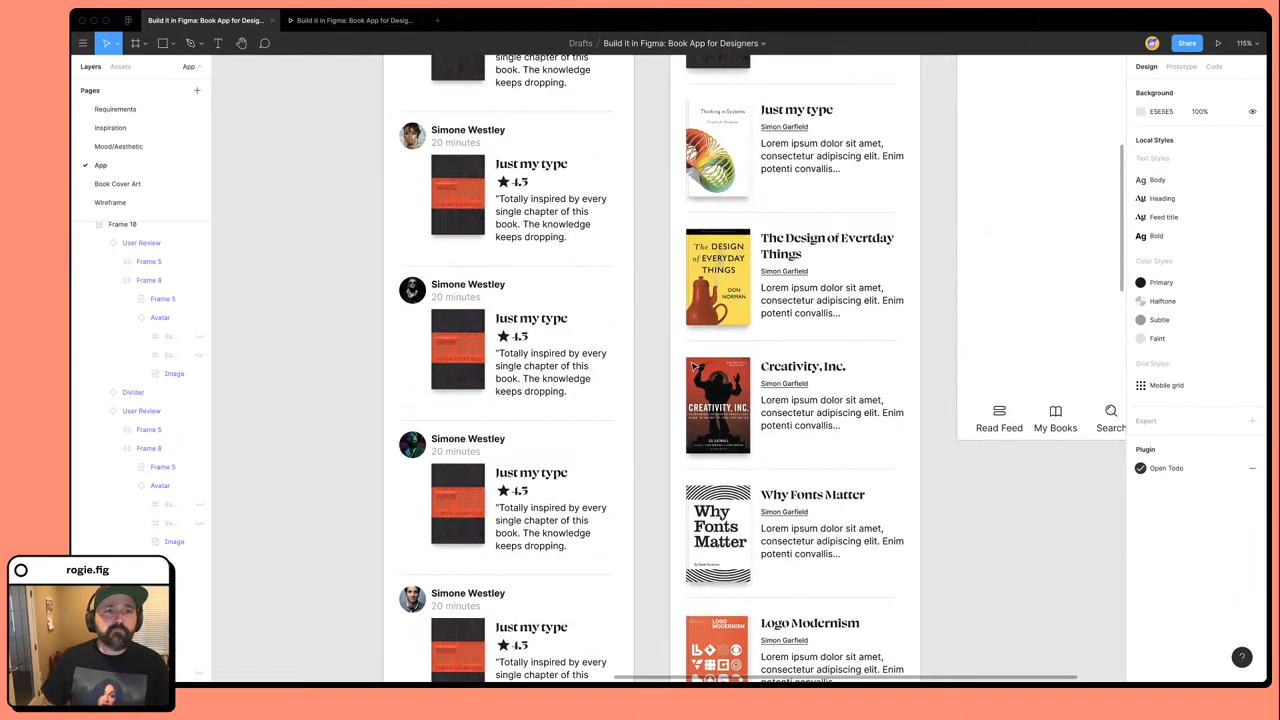 Build it in Figma: Book App for Desig...
Build it in Figma: Book App for Desig...
Drafts / Build it in Figma: Book App for Designers
Share
115%
Layers
Assets
App
Pages
Requirements
Inspiration
Mood/Aesthetic
App
Book Cover Art
Wireframe
Frame 10
User Review
Frame 5
Frame 8
Frame 5
Avatar
Ba...
Ba...
Image
Divider
User Review
Frame 5
Frame 8
Frame 5
Avatar
Ba...
Ba...
Image
rogie.fig
single chapter of this
book. The knowledge
keeps dropping.
Simone Westley
20 minutes
Just my type
4.5
"Totally inspired by every
single chapter of this
book. The knowledge
keeps dropping.
Simone Westley
20 minutes
Just my type
4.5
"Totally inspired by every
single chapter of this
book. The knowledge
keeps dropping.
Simone Westley
20 minutes
Just my type
4.5
"Totally inspired by every
single chapter of this
book. The knowledge
keeps dropping.
Simone Westley
20 minutes
Just my type
4.5
"Totally inspired by every
single chapter of this
Thinking in Systems
Just my type
Simon Garfield
Lorem ipsum dolor sit amet,
consectetur adipiscing elit. Enim
potenti convallis...
The DESIGN
of EVERYDAY
THINGS
DON
NORMAN
The Design of Evertday
Things
Simon Garfield
Lorem ipsum dolor sit amet,
consectetur adipiscing elit. Enim
potenti convallis...
CREATIVITY, INC.
ED CATMULL
Creativity, Inc.
Simon Garfield
Lorem ipsum dolor sit amet,
consectetur adipiscing elit. Enim
potenti convallis...
Why
Fonts
Matter
Why Fonts Matter
Simon Garfield
Lorem ipsum dolor sit amet,
consectetur adipiscing elit. Enim
potenti convallis...
LOGO
MODERNISM
Logo Modernism
Simon Garfield
Lorem ipsum dolor sit amet,
consectetur adipiscing elit. Enim
potenti convallis...
Read Feed
My Books
Search
Design
Prototype
Code
Background
E5E5E5
100%
Local Styles
Text Styles
Ag Body
Ag Heading
Ag Feed title
Ag Bold
Color Styles
Primary
Halftone
Subtle
Faint
Grid Styles
Mobile grid
Export
Plugin
Open Todo
?